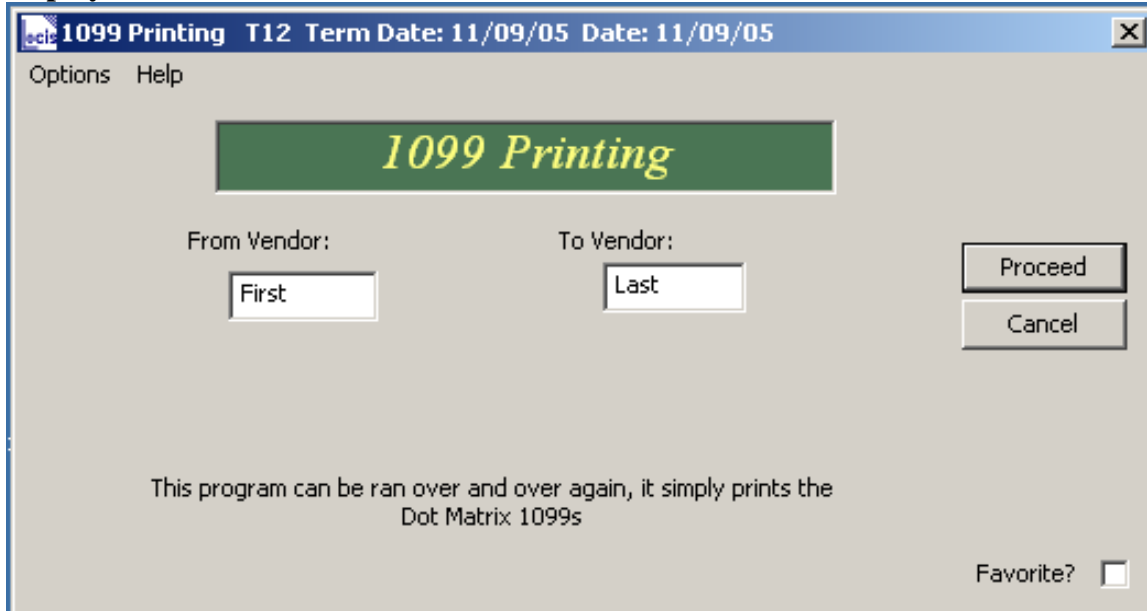 1099 Printing T12 Term Date: 11/09/05 Date: 11/09/05
Options Help
1099 Printing
From Vendor: To Vendor:
First Last
Proceed
Cancel
This program can be ran over and over again, it simply prints the
Dot Matrix 1099s
Favorite?